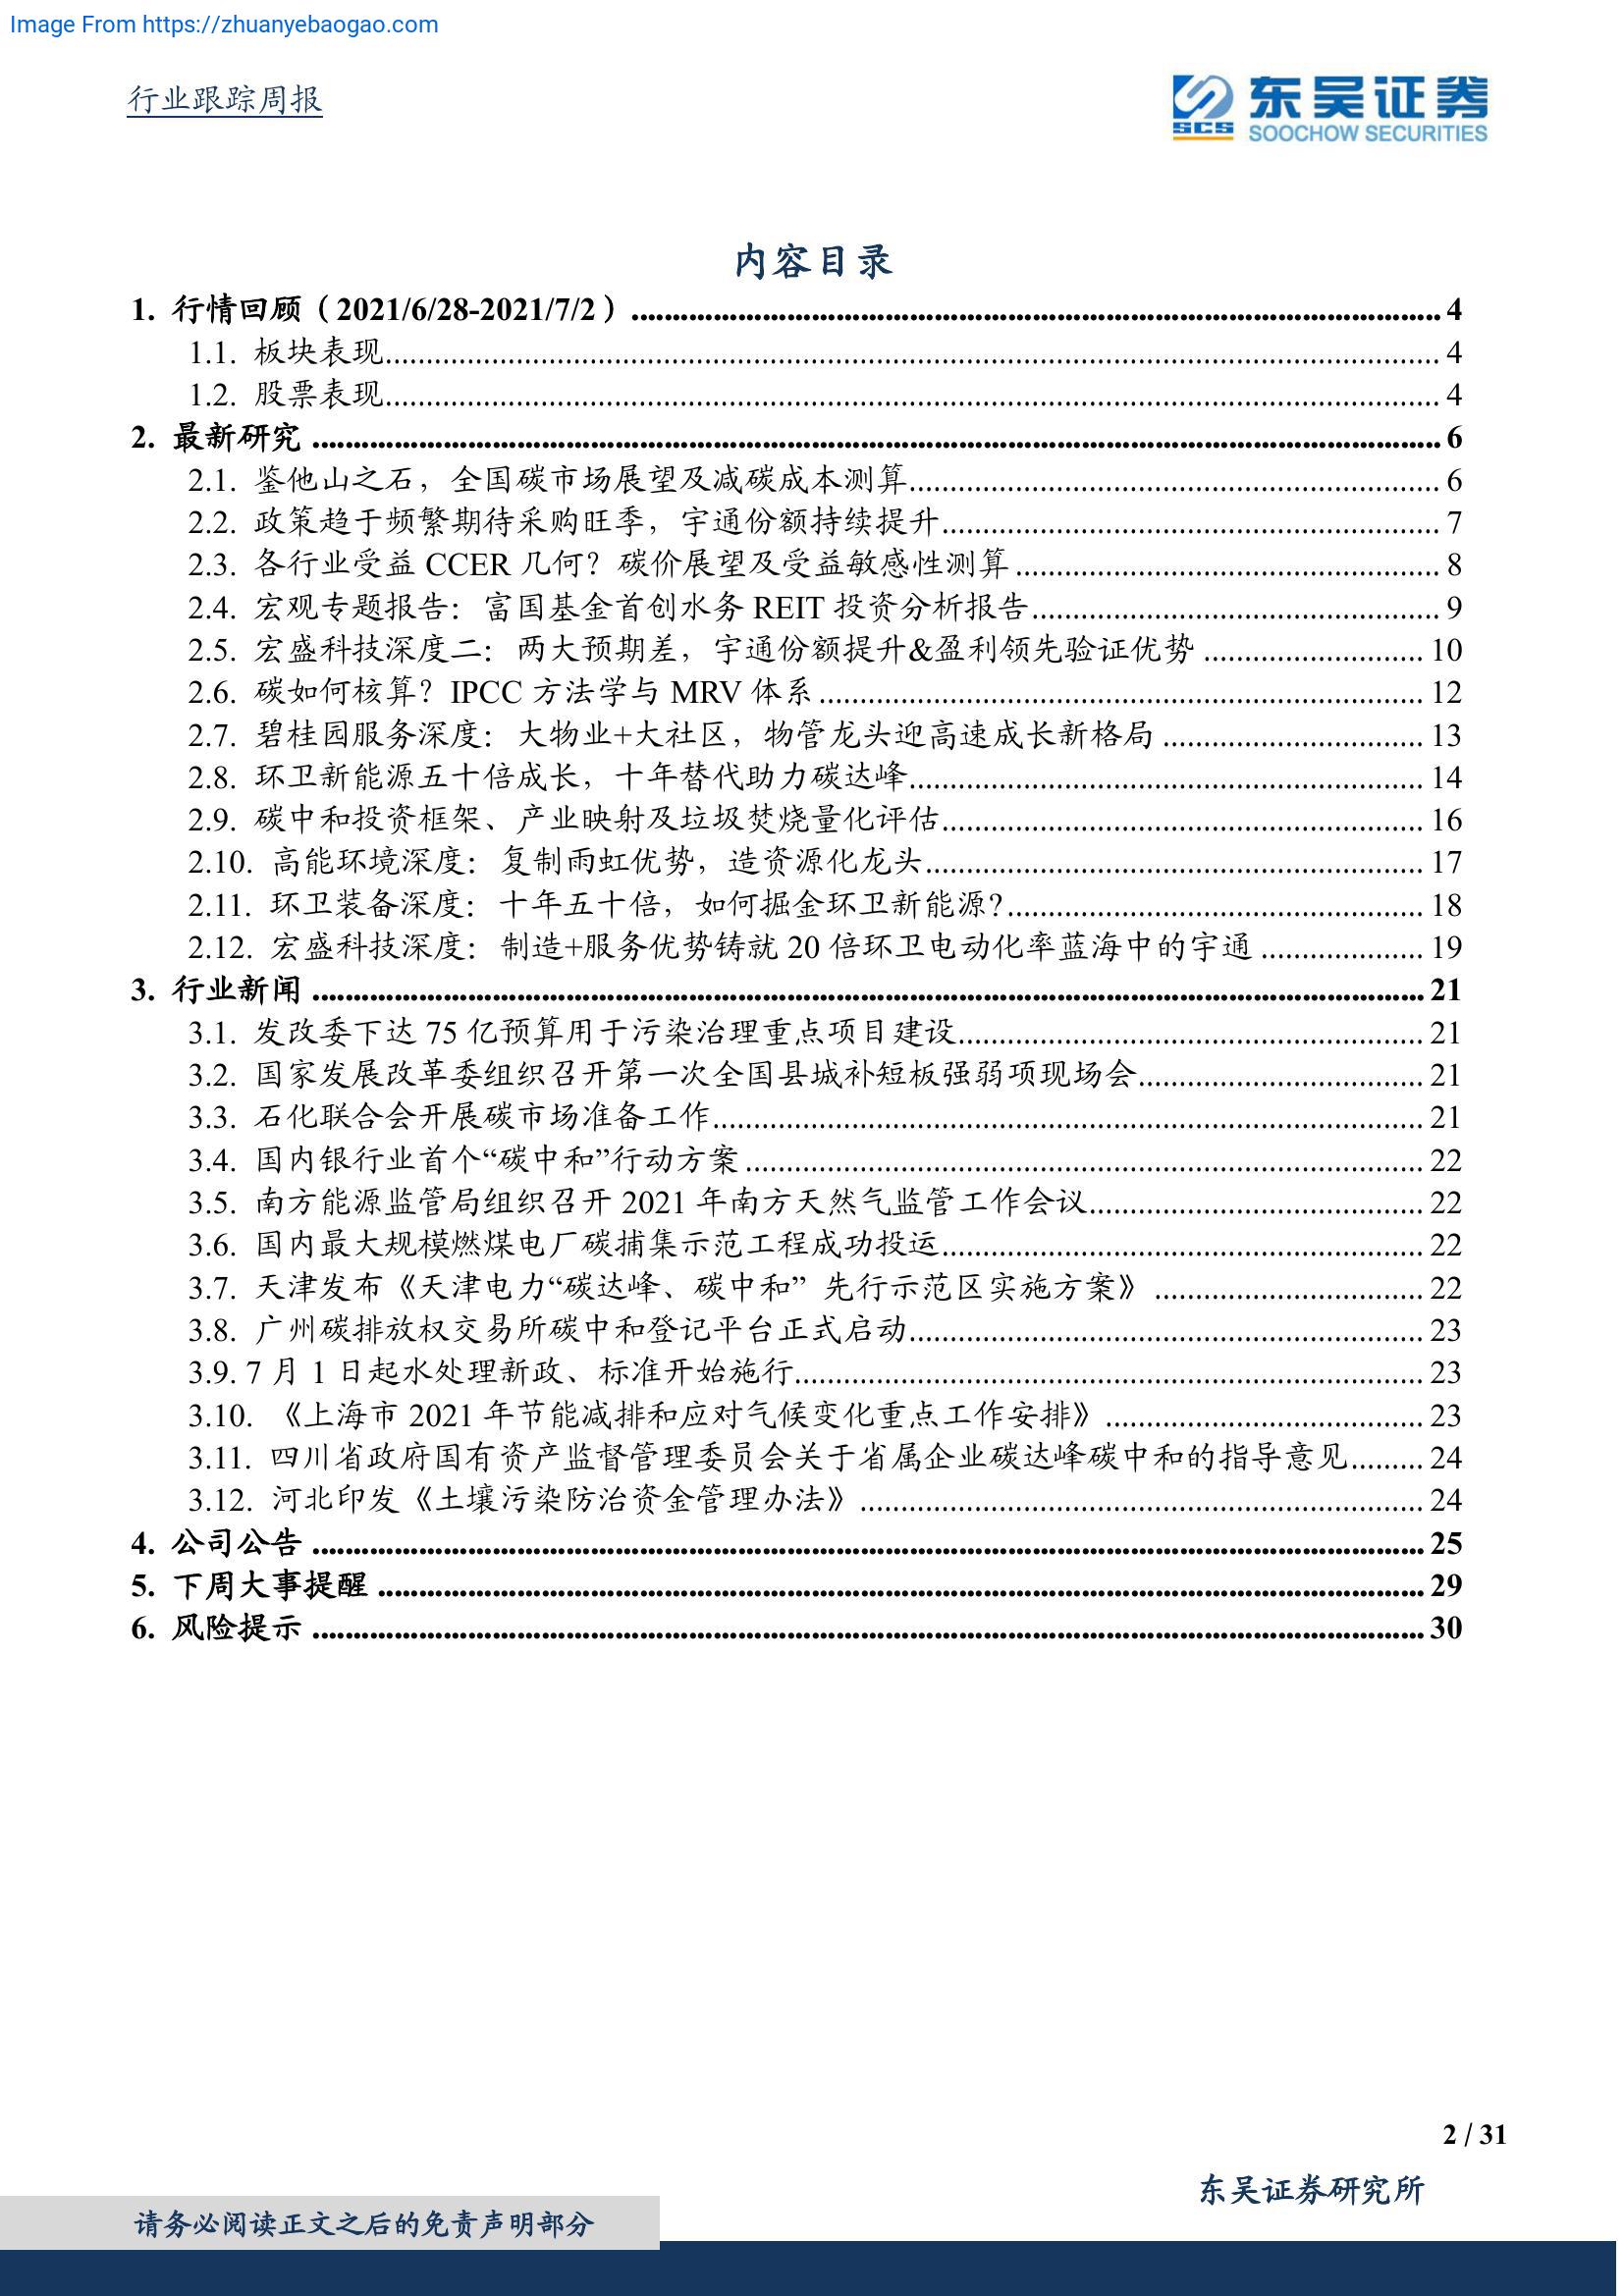 Image From https://zhuanyebaogao.com
行业跟踪周报
SCS 东吴证券
SOOCHOW SECURITIES
内容目录
1. 行情回顾（2021/6/28-2021/7/2）................ 4
1.1. 板块表现................ 4
1.2. 股票表现................ 4
2. 最新研究 ................ 6
2.1. 鉴他山之石，全国碳市场展望及减碳成本测算................ 6
2.2. 政策趋于频繁期待采购旺季，宇通份额持续提升................ 7
2.3. 各行业受益 CCER 几何？碳价展望及受益敏感性测算 ................ 8
2.4. 宏观专题报告：富国基金首创水务 REIT 投资分析报告................ 9
2.5. 宏盛科技深度二：两大预期差，宇通份额提升&盈利领先验证优势 ................ 10
2.6. 碳如何核算？IPCC 方法学与 MRV 体系 ................ 12
2.7. 碧桂园服务深度：大物业+大社区，物管龙头迎高速成长新格局 ................ 13
2.8. 环卫新能源五十倍成长，十年替代助力碳达峰................ 14
2.9. 碳中和投资框架、产业映射及垃圾焚烧量化评估................ 16
2.10. 高能环境深度：复制雨虹优势，造资源化龙头................ 17
2.11. 环卫装备深度：十年五十倍，如何掘金环卫新能源?................ 18
2.12. 宏盛科技深度：制造+服务优势铸就 20 倍环卫电动化率蓝海中的宇通 ................ 19
3. 行业新闻 ................ 21
3.1. 发改委下达 75 亿预算用于污染治理重点项目建设................ 21
3.2. 国家发展改革委组织召开第一次全国县城补短板强弱项现场会................ 21
3.3. 石化联合会开展碳市场准备工作................ 21
3.4. 国内银行业首个“碳中和”行动方案 ................ 22
3.5. 南方能源监管局组织召开 2021 年南方天然气监管工作会议................ 22
3.6. 国内最大规模燃煤电厂碳捕集示范工程成功投运................ 22
3.7. 天津发布《天津电力“碳达峰、碳中和” 先行示范区实施方案》 ................ 22
3.8. 广州碳排放权交易所碳中和登记平台正式启动................ 23
3.9. 7 月 1 日起水处理新政、标准开始施行................ 23
3.10. 《上海市 2021 年节能减排和应对气候变化重点工作安排》 ................ 23
3.11. 四川省政府国有资产监督管理委员会关于省属企业碳达峰碳中和的指导意见......... 24
3.12. 河北印发《土壤污染防治资金管理办法》 ................ 24
4. 公司公告 ................ 25
5. 下周大事提醒 ................ 29
6. 风险提示 ................ 30
2 / 31
东吴证券研究所
请务必阅读正文之后的免责声明部分